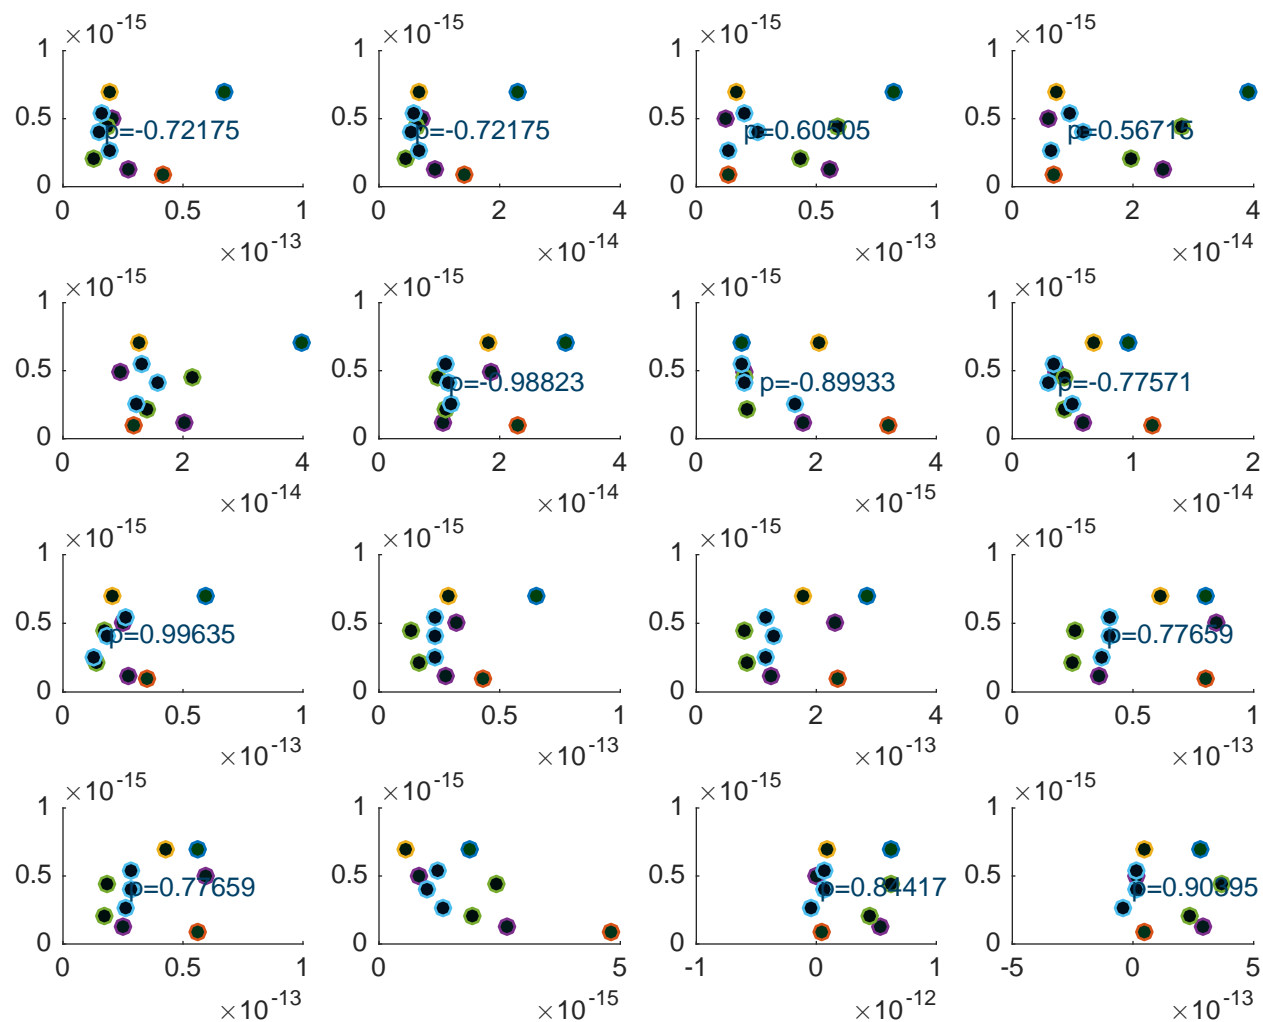 ×10-15 ×10-15 ×10-15 ×10-15
1 1 1 1
0.5 p=-0.72175 0.5 p=-0.72175 0.5 p=0.60505 0.5 p=0.56715
0 0 0 0
0 0.5 1 0 2 4 0 0.5 1 0 2 4
×10-13 ×10-14 ×10-13 ×10-14
×10-15 ×10-15 ×10-15 ×10-15
1 1 1 1
0.5 0.5 p=-0.98823 0.5 p=-0.89933 0.5 p=-0.77571
0 0 0 0
0 2 4 0 2 4 0 2 4 0 1 2
×10-14 ×10-14 ×10-15 ×10-14
×10-15 ×10-15 ×10-15 ×10-15
1 1 1 1
0.5 p=0.99635 0.5 0.5 0.5 p=0.77659
0 0 0 0
0 0.5 1 0 0.5 1 0 2 4 0 0.5 1
×10-13 ×10-13 ×10-13 ×10-13
×10-15 ×10-15 ×10-15 ×10-15
1 1 1 1
0.5 p=0.77659 0.5 0.5 p=0.84417 0.5 p=0.90395
0 0 0 0
0 0.5 1 0 5 -1 0 1 -5 0 5
×10-13 ×10-15 ×10-12 ×10-13